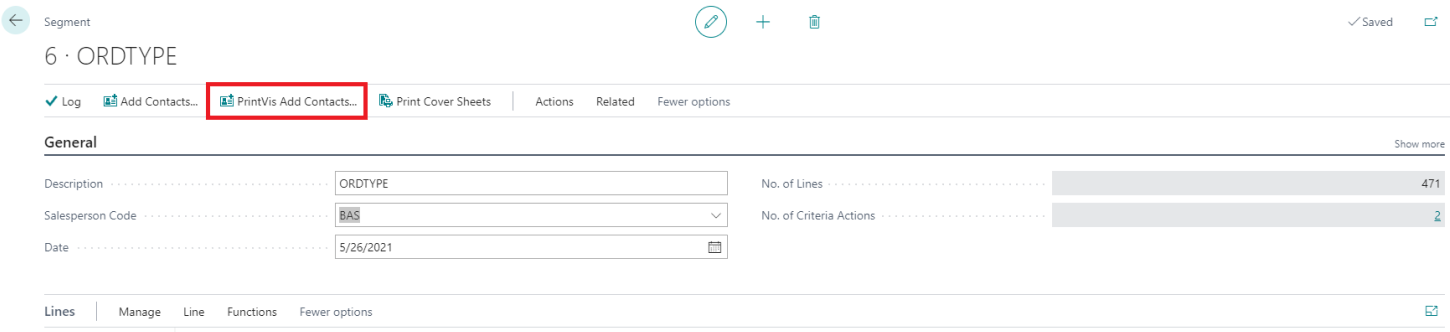 Segment
Saved
6 · ORDTYPE
Log Add Contacts... PrintVis Add Contacts... Print Cover Sheets Actions Related Fewer options
General Show more
Description ORDTYPE No. of Lines 471
Salesperson Code BAS No. of Criteria Actions 2
Date 5/26/2021
Lines Manage Line Functions Fewer options